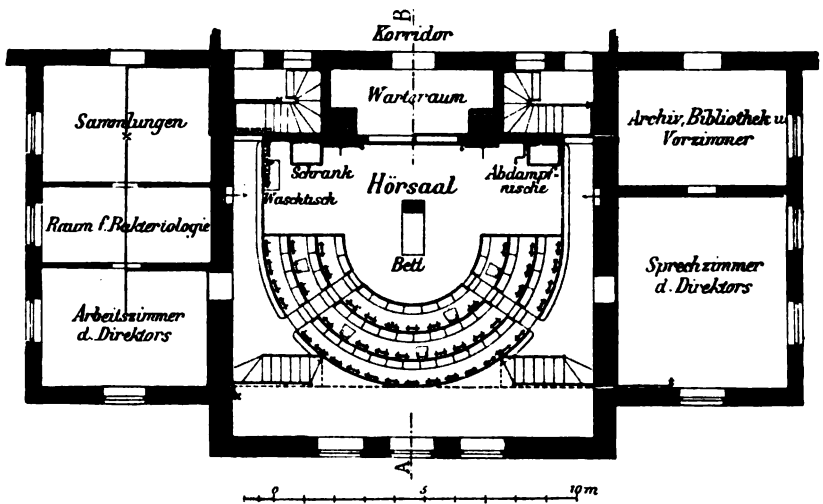 B
Korridor
Warteraum
Sammlungen
Archiv, Bibliothek u
Vorzimmer
Schrank
Hörsaal
Abdampf-
nische
Waschtisch
Raum f. Bakteriologie
Bett
Sprechzimmer
d. Direktors
Arbeitszimmer
d. Direktors
A
0 5 10 m